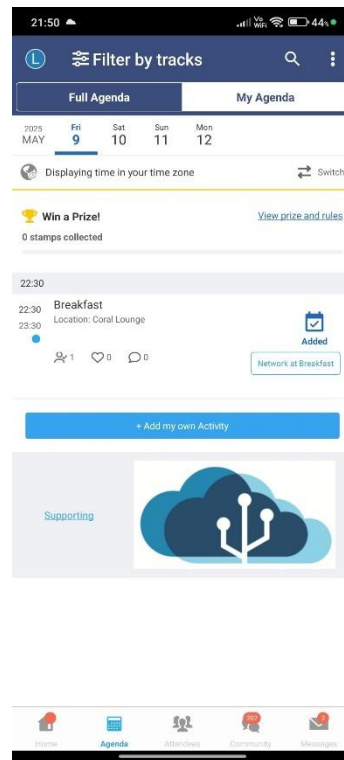 21:50
Vo WiFi 44%
L Filter by tracks
Full Agenda My Agenda
2025 Fri Sat Sun Mon
MAY 9 10 11 12
Displaying time in your time zone Switch
Win a Prize! View prize and rules
0 stamps collected
22:30
22:30 Breakfast
23:30 Location: Coral Lounge
Added
1 0 0
Network at Breakfast
+ Add my own Activity
Supporting
Home Agenda Attendees Community Messages